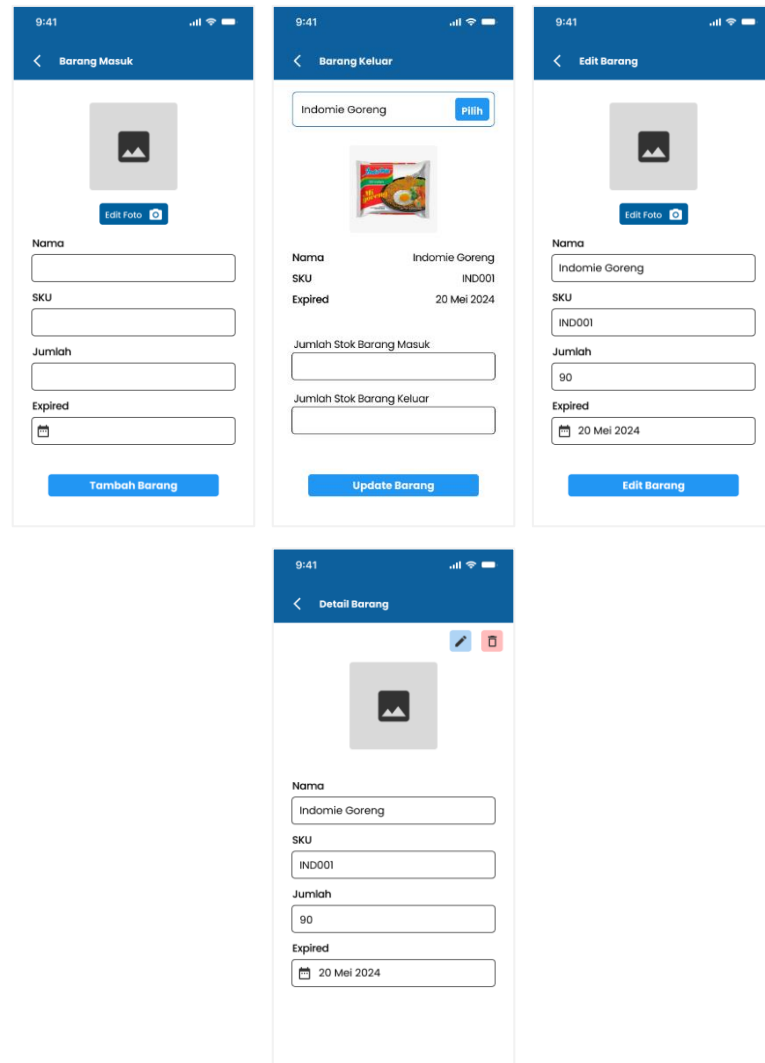 9:41
Barang Masuk
Edit Foto
Nama
SKU
Jumlah
Expired
Tambah Barang
9:41
Barang Keluar
Indomie Goreng
Pilih
Indomie
Mi goreng
Nama Indomie Goreng
SKU IND001
Expired 20 Mei 2024
Jumlah Stok Barang Masuk
Jumlah Stok Barang Keluar
Update Barang
9:41
Edit Barang
Edit Foto
Nama
Indomie Goreng
SKU
IND001
Jumlah
90
Expired
20 Mei 2024
Edit Barang
9:41
Detail Barang
Nama
Indomie Goreng
SKU
IND001
Jumlah
90
Expired
20 Mei 2024